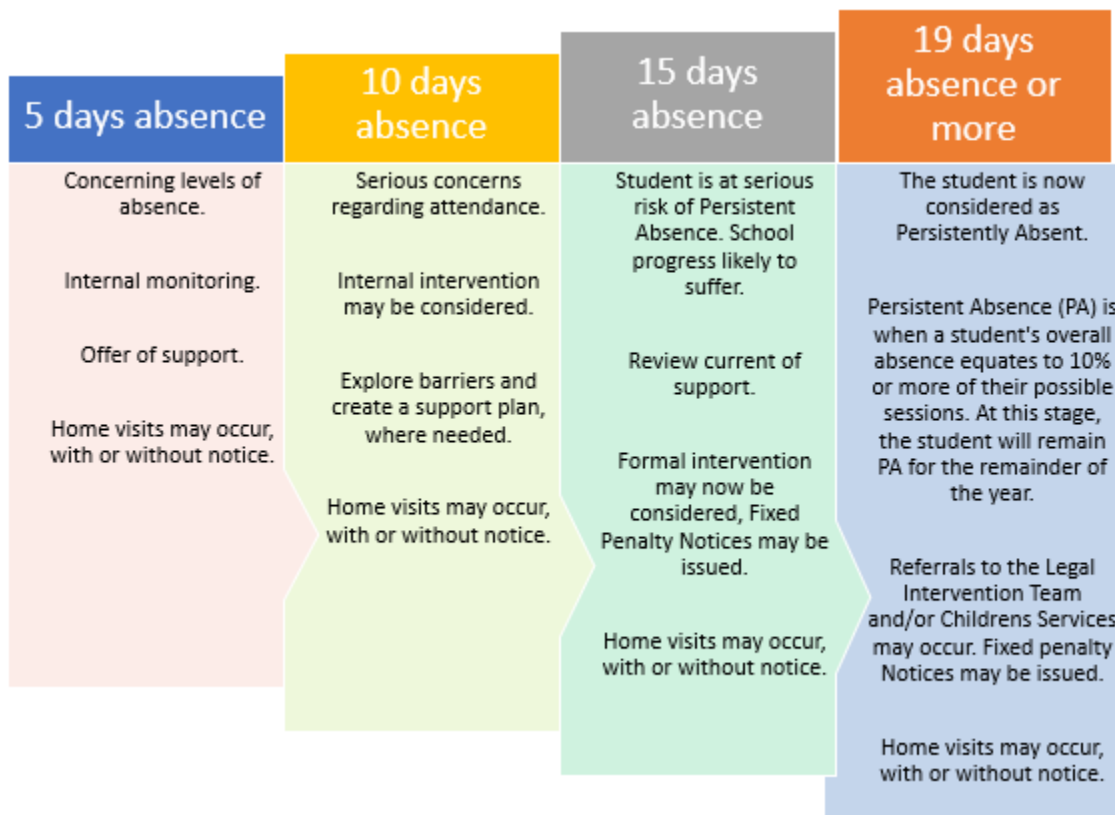 5 days absence
Concerning levels of
absence.
Internal monitoring.
Offer of support.
Home visits may occur,
with or without notice.
10 days
absence
Serious concerns
regarding attendance.
Internal intervention
may be considered.
Explore barriers and
create a support plan,
where needed.
Home visits may occur,
with or without notice.
15 days
absence
Student is at serious
risk of Persistent
Absence. School
progress likely to
suffer.
Review current of
support.
Formal intervention
may now be
considered, Fixed
Penalty Notices may be
issued.
Home visits may occur,
with or without notice.
19 days
absence or
more
The student is now
considered as
Persistently Absent.
Persistent Absence (PA) is
when a student's overall
absence equates to 10%
or more of their possible
sessions. At this stage,
the student will remain
PA for the remainder of
the year.
Referrals to the Legal
Intervention Team
and/or Childrens Services
may occur. Fixed penalty
Notices may be issued.
Home visits may occur,
with or without notice.